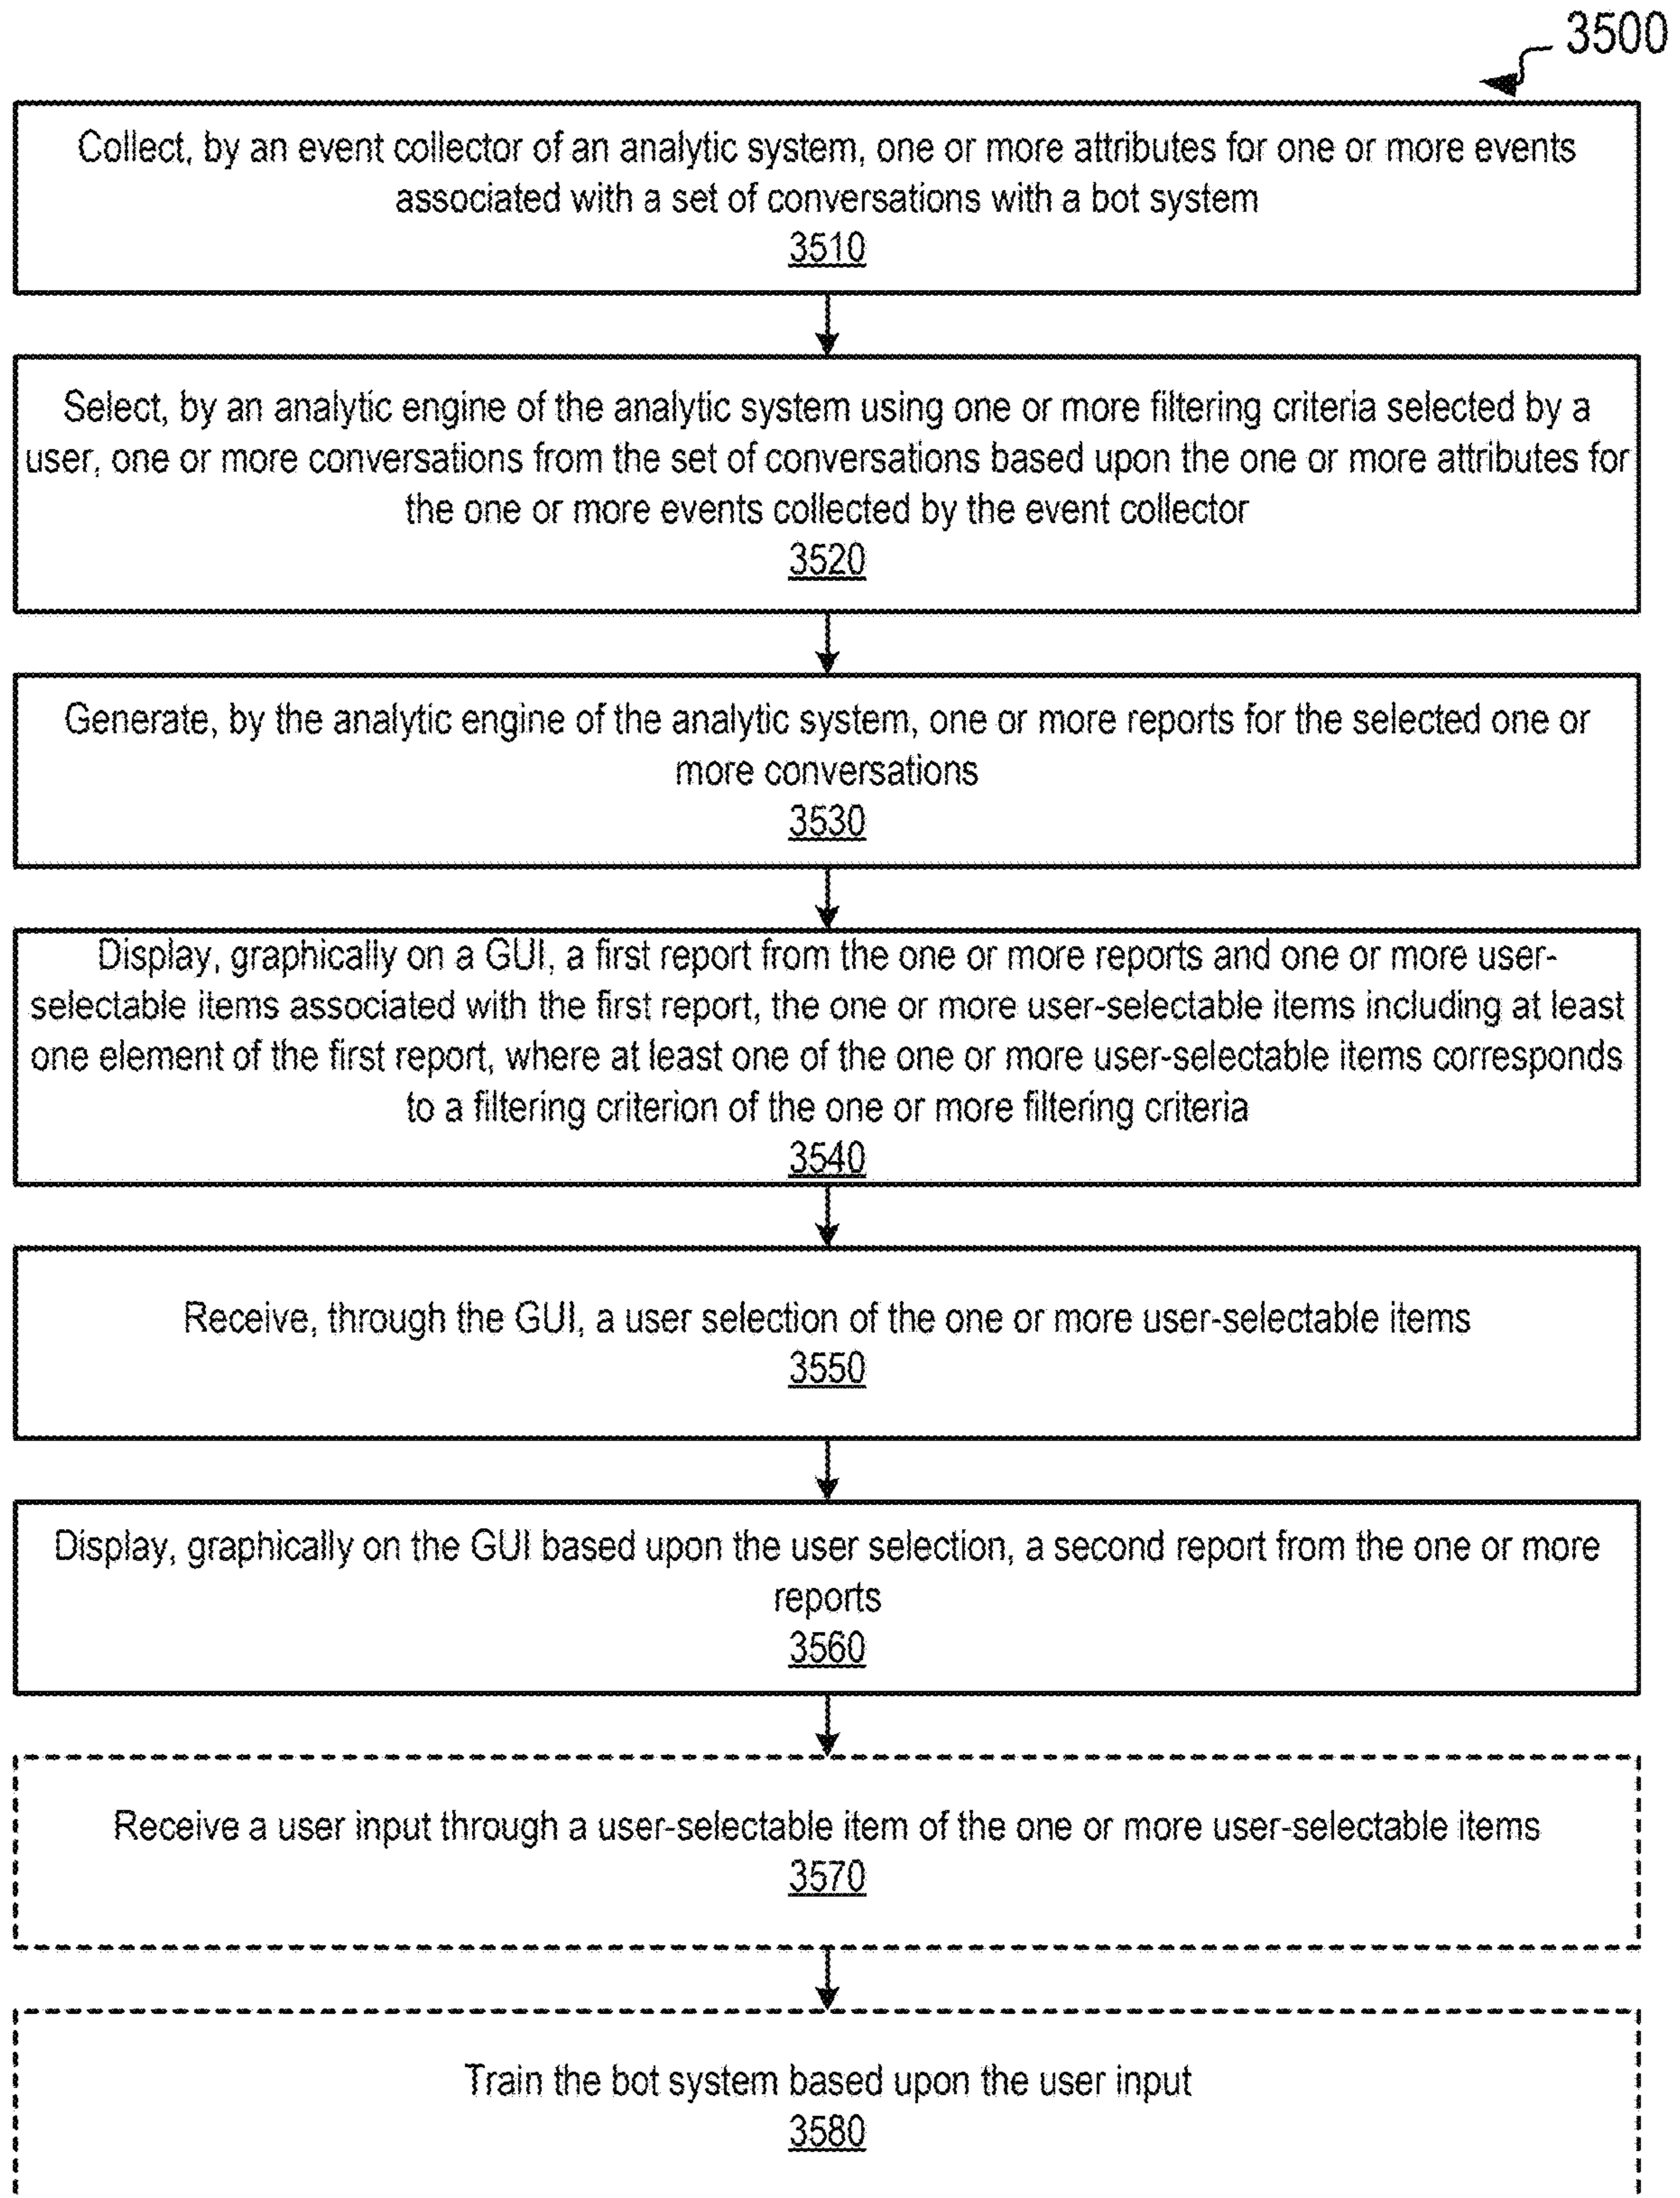 3500
Collect, by an event collector of an analytic system, one or more attributes for one or more events
associated with a set of conversations with a bot system
3510
Select, by an analytic engine of the analytic system using one or more filtering criteria selected by a
user, one or more conversations from the set of conversations based upon the one or more attributes for
the one or more events collected by the event collector
3520
Generate, by the analytic engine of the analytic system, one or more reports for the selected one or
more conversations
3530
Display, graphically on a GUI, a first report from the one or more reports and one or more user-
selectable items associated with the first report, the one or more user-selectable items including at least
one element of the first report, where at least one of the one or more user-selectable items corresponds
to a filtering criterion of the one or more filtering criteria
3540
Receive, through the GUI, a user selection of the one or more user-selectable items
3550
Display, graphically on the GUI based upon the user selection, a second report from the one or more
reports
3560
Receive a user input through a user-selectable item of the one or more user-selectable items
3570
Train the bot system based upon the user input
3580